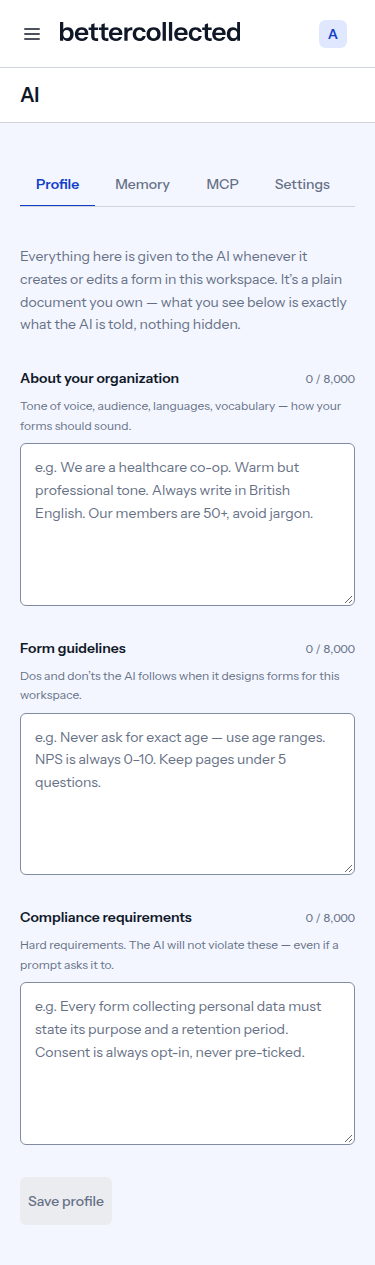 bettercollected
A
AI
Profile Memory MCP Settings
Everything here is given to the AI whenever it
creates or edits a form in this workspace. It's a plain
document you own — what you see below is exactly
what the AI is told, nothing hidden.
About your organization 0 / 8,000
Tone of voice, audience, languages, vocabulary — how your
forms should sound.
e.g. We are a healthcare co-op. Warm but
professional tone. Always write in British
English. Our members are 50+, avoid jargon.
Form guidelines 0 / 8,000
Dos and don'ts the AI follows when it designs forms for this
workspace.
e.g. Never ask for exact age — use age ranges.
NPS is always 0–10. Keep pages under 5
questions.
Compliance requirements 0 / 8,000
Hard requirements. The AI will not violate these — even if a
prompt asks it to.
e.g. Every form collecting personal data must
state its purpose and a retention period.
Consent is always opt-in, never pre-ticked.
Save profile